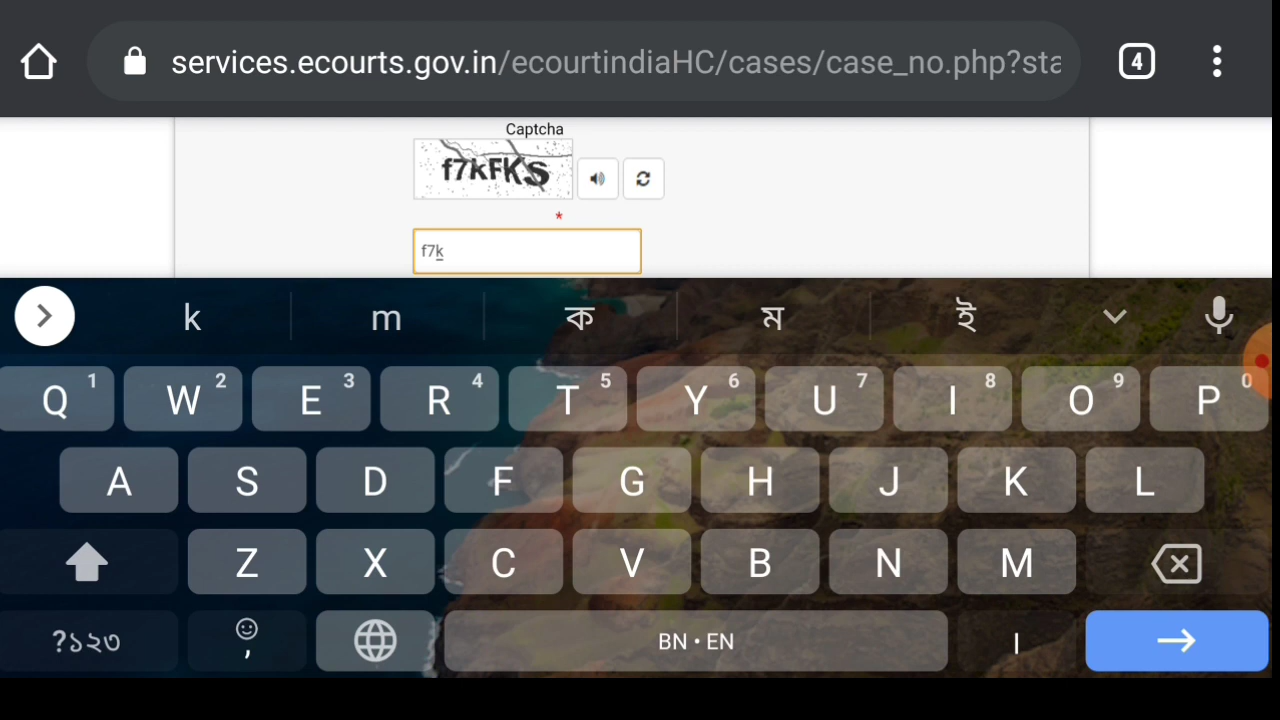 services.ecourts.gov.in/ecourtindiaHC/cases/case_no.php?sta
4
Captcha
f7kFKS
*
f7k
k m ক ম ই
Q 1 W 2 E 3 R 4 T 5 Y 6 U 7 I 8 O 9 P 0
A S D F G H J K L
Z X C V B N M
?১২৩ , BN • EN ।